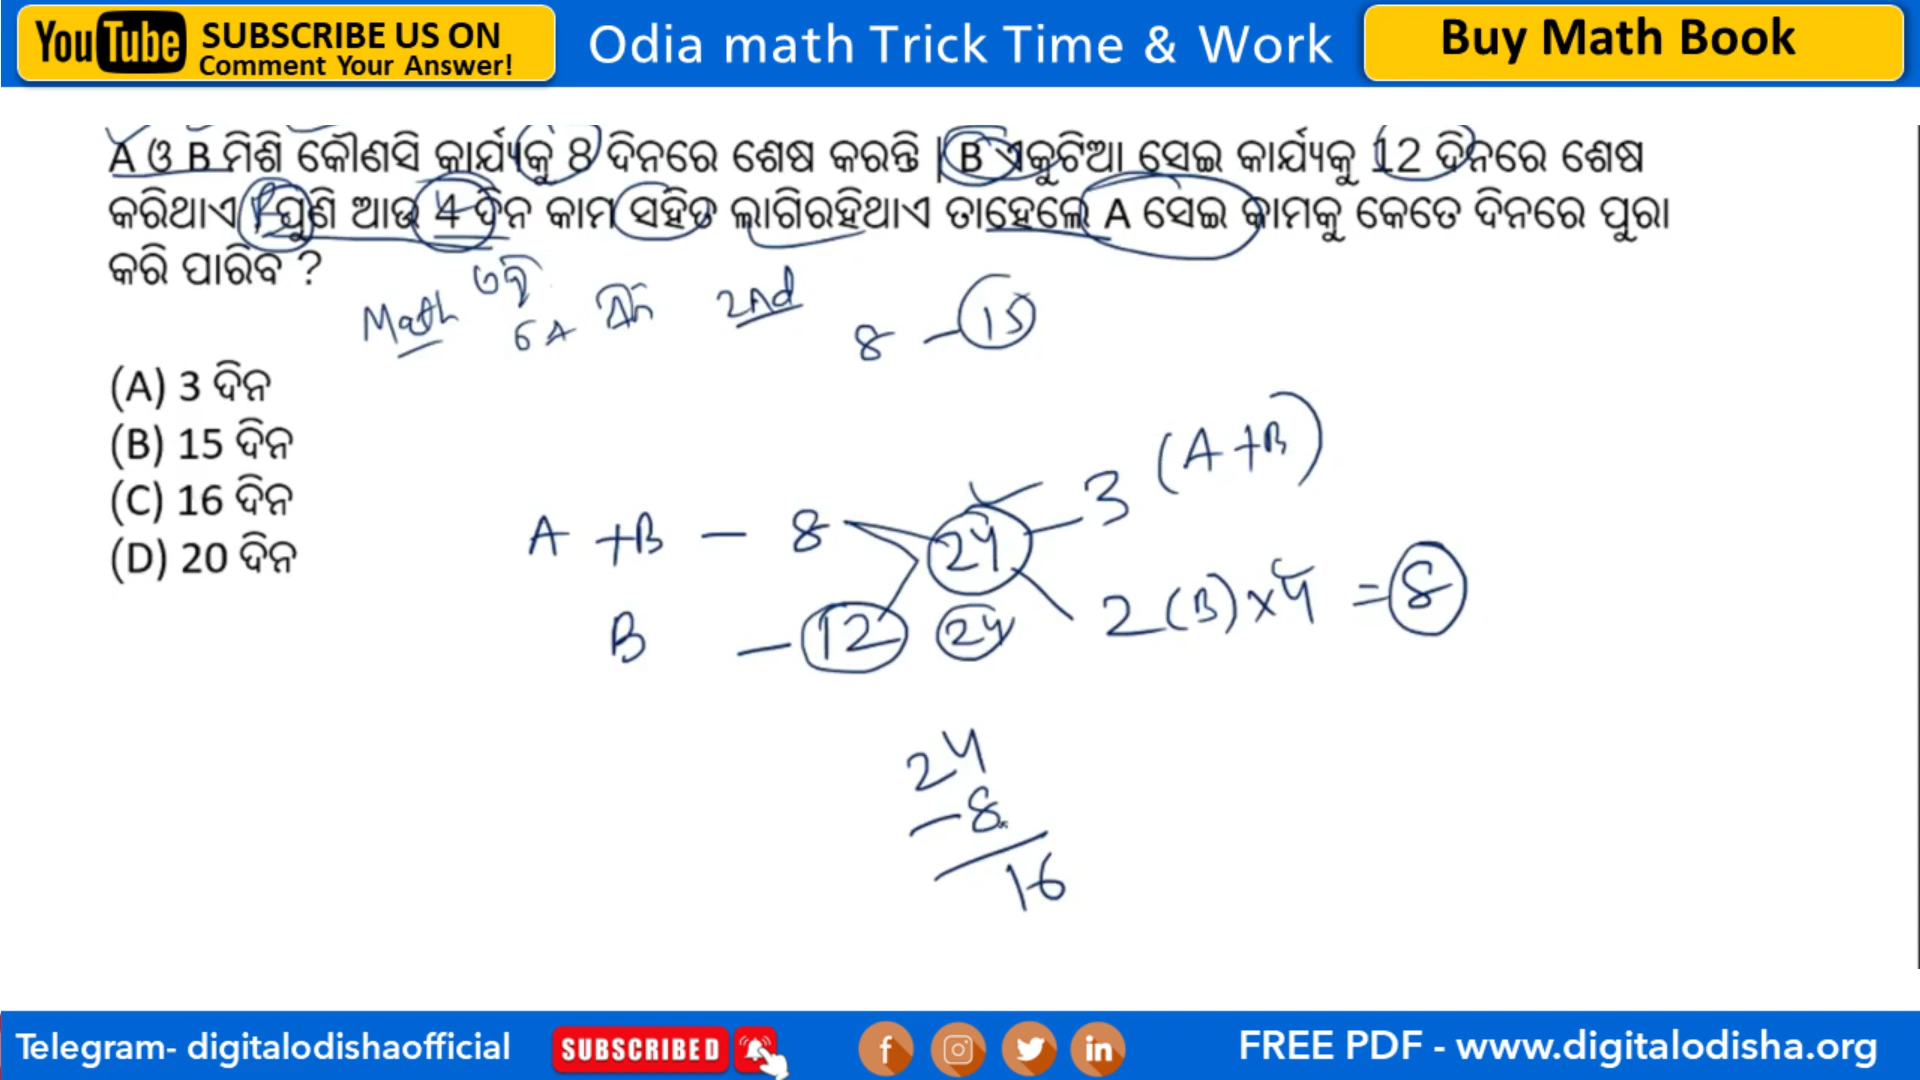 You Tube SUBSCRIBE US ON
Comment Your Answer!
Odia math Trick Time & Work
Buy Math Book
A ଓ B ମିଶି କୌଣସି କାର୍ଯ୍ୟକୁ 8 ଦିନରେ ଶେଷ କରନ୍ତି | B ଏକୁଟିଆ ସେଇ କାର୍ଯ୍ୟକୁ 12 ଦିନରେ ଶେଷ
କରିଥାଏ | ପୁଣି ଆଉ 4 ଦିନ କାମ ସହିତ ଲାଗିରହିଥାଏ ତାହେଲେ A ସେଇ କାମକୁ କେତେ ଦିନରେ ପୁରା
କରି ପାରିବ ?
Math 2nd
8 - 15
(A) 3 ଦିନ
(B) 15 ଦିନ
(C) 16 ଦିନ
(D) 20 ଦିନ
A + B - 8 24 - 3 (A+B)
B - 12 24 2 (B) x 4 = 8
24
- 8
16
Telegram- digitalodishaofficial
SUBSCRIBED
FREE PDF - www.digitalodisha.org